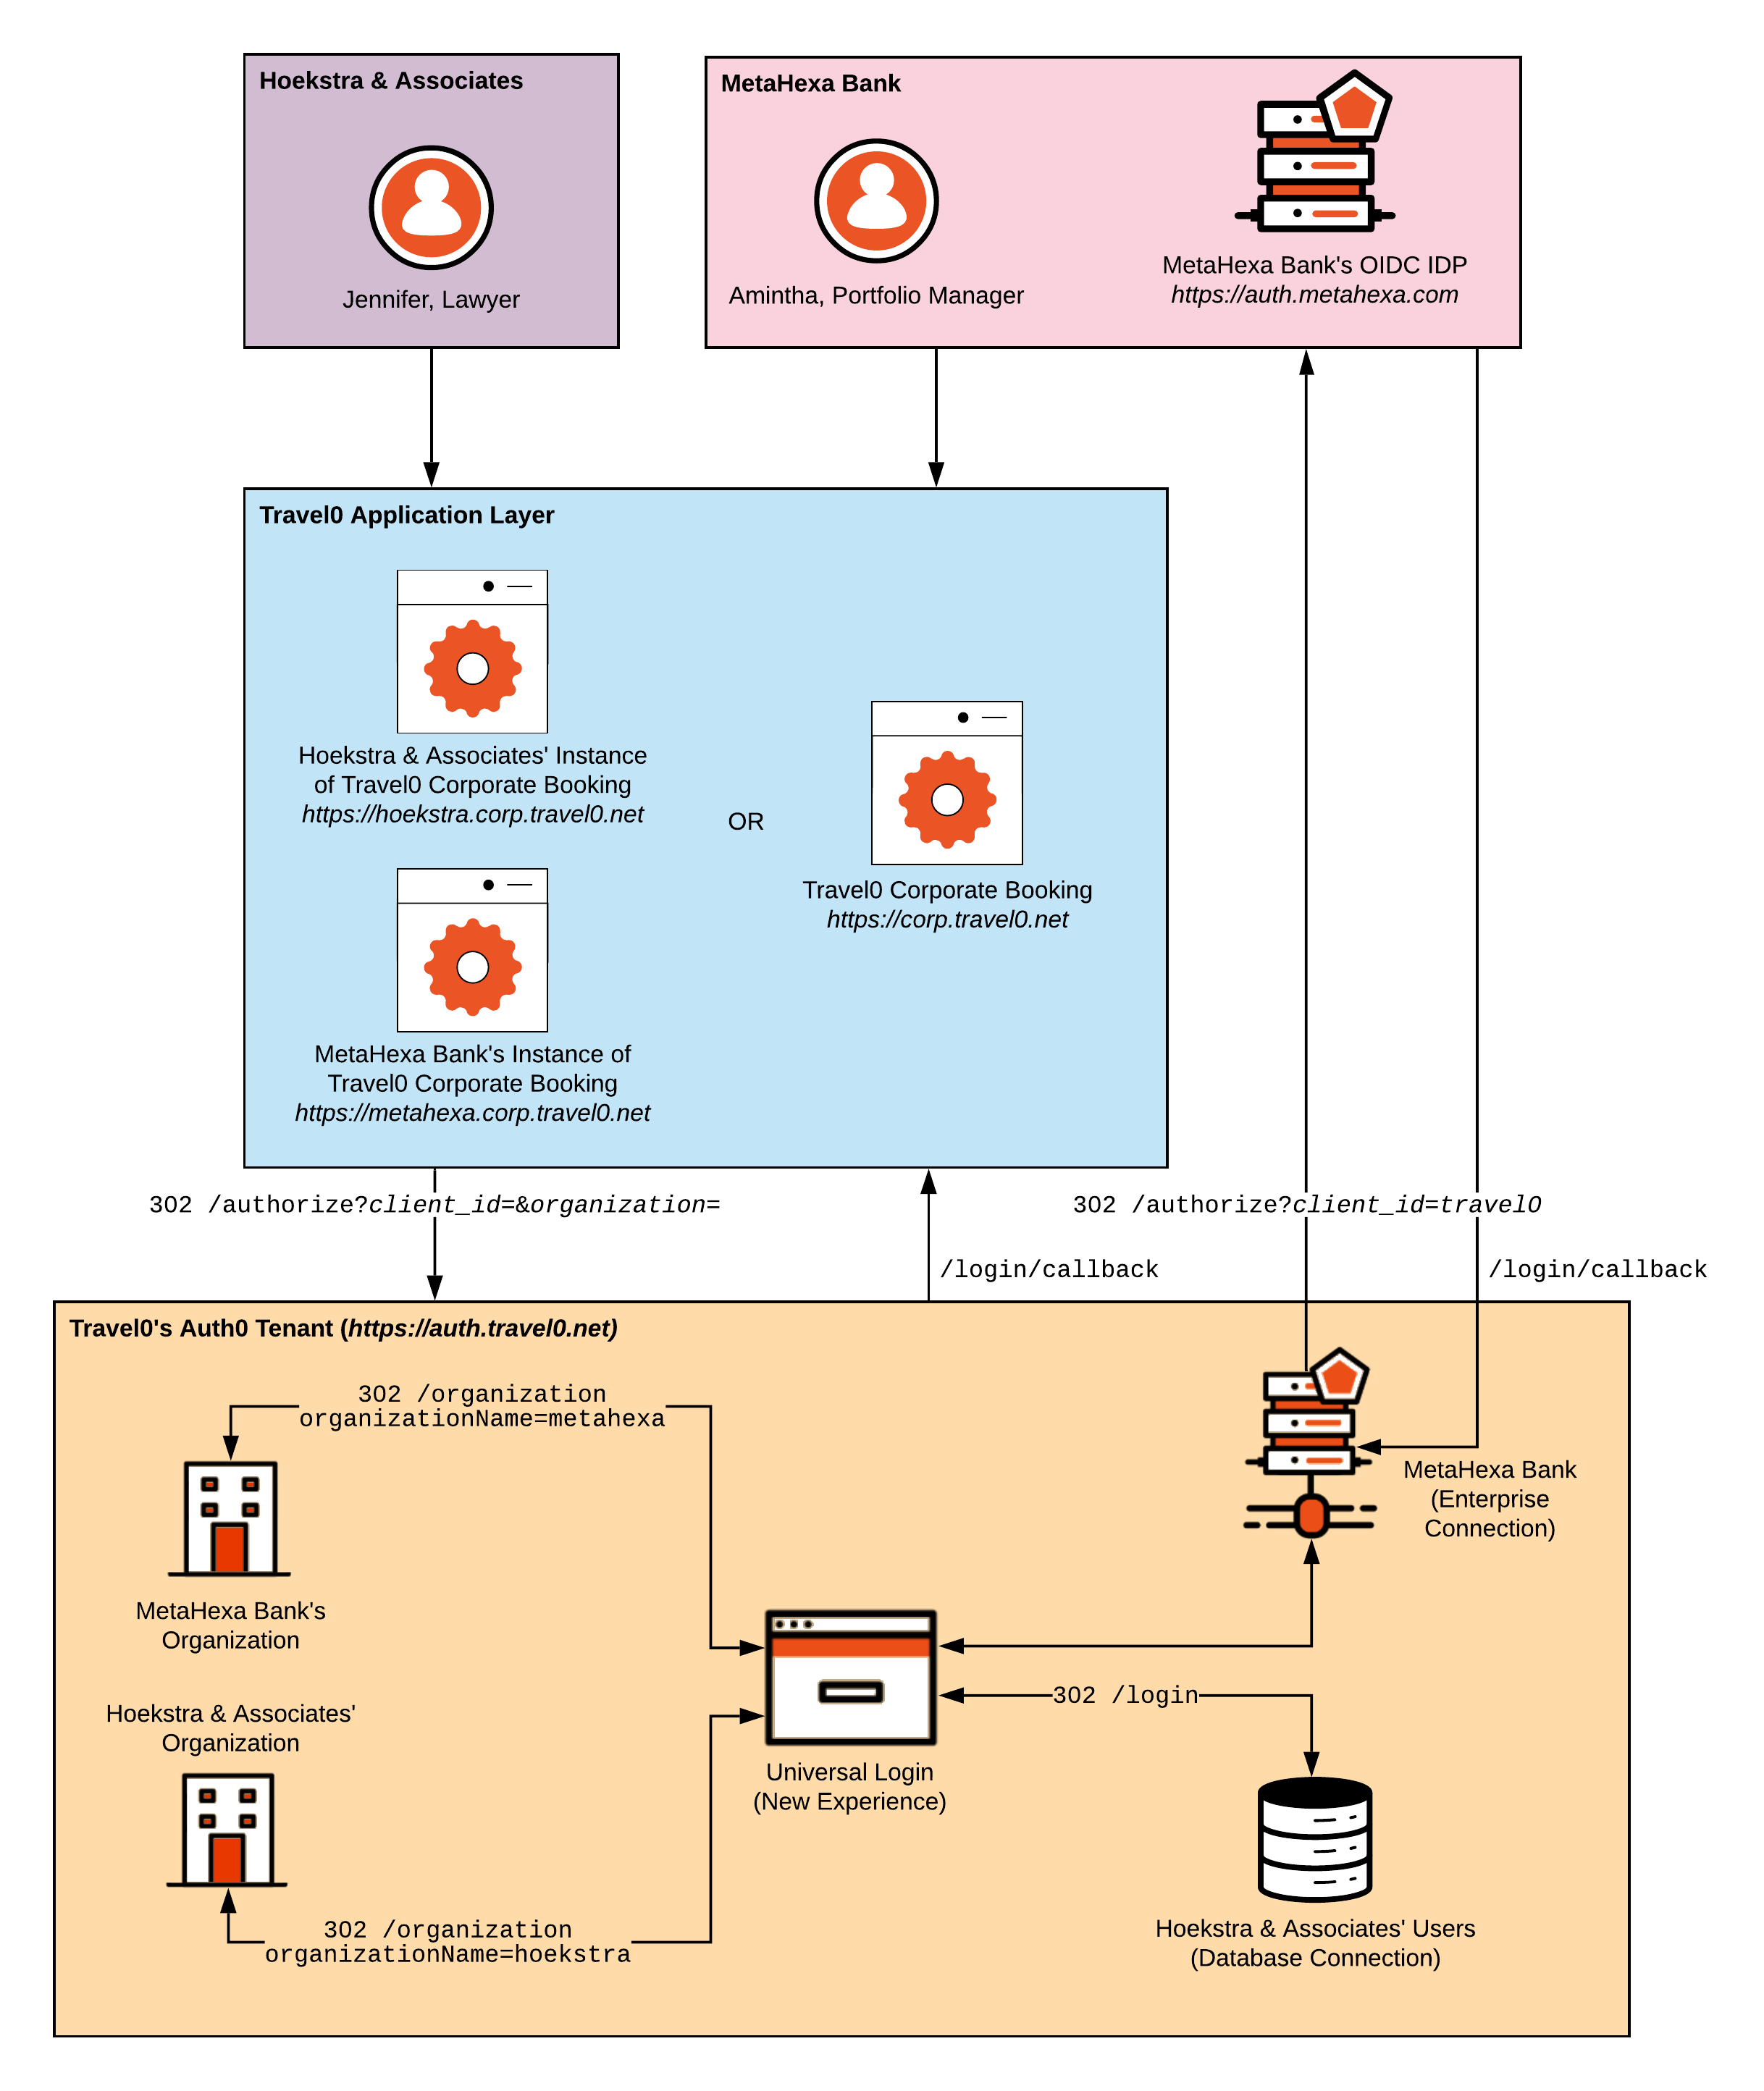 Hoekstra & Associates
Jennifer, Lawyer
MetaHexa Bank
Amintha, Portfolio Manager
MetaHexa Bank's OIDC IDP
https://auth.metahexa.com
Travel0 Application Layer
Hoekstra & Associates' Instance
of Travel0 Corporate Booking
https://hoekstra.corp.travel0.net
OR
Travel0 Corporate Booking
https://corp.travel0.net
MetaHexa Bank's Instance of
Travel0 Corporate Booking
https://metahexa.corp.travel0.net
302 /authorize?client_id=&organization=
/login/callback
302 /authorize?client_id=travel0
/login/callback
Travel0's Auth0 Tenant (https://auth.travel0.net)
302 /organization
organizationName=metahexa
MetaHexa Bank's
Organization
Hoekstra & Associates'
Organization
302 /organization
organizationName=hoekstra
Universal Login
(New Experience)
MetaHexa Bank
(Enterprise
Connection)
302 /login
Hoekstra & Associates' Users
(Database Connection)